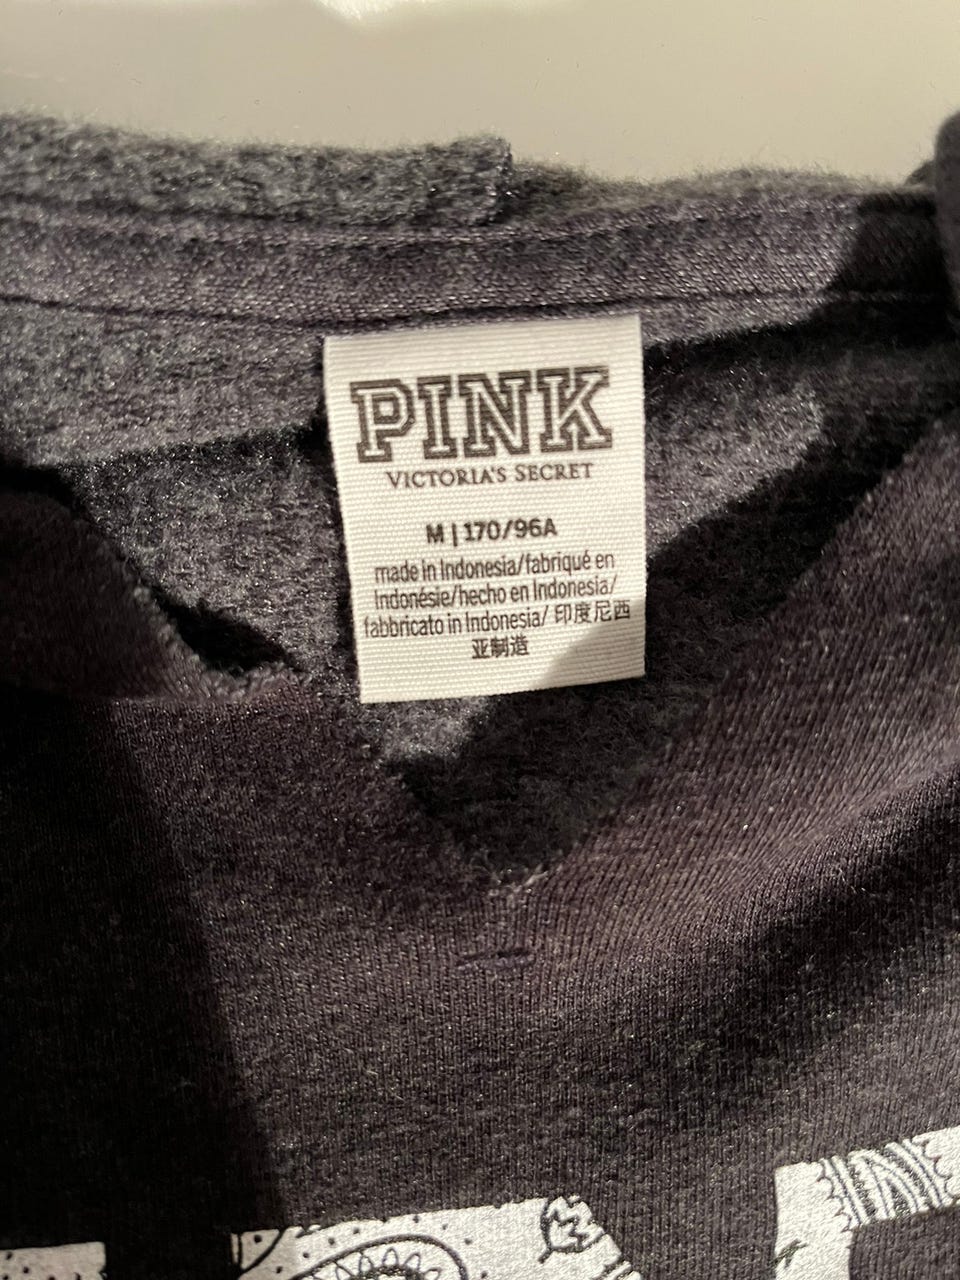 PINK
VICTORIA'S SECRET
M | 170/96A
made in Indonesia/fabriqué en
Indonésie/hecho en Indonesia/
fabbricato in Indonesia/ 印度尼西
亚制造